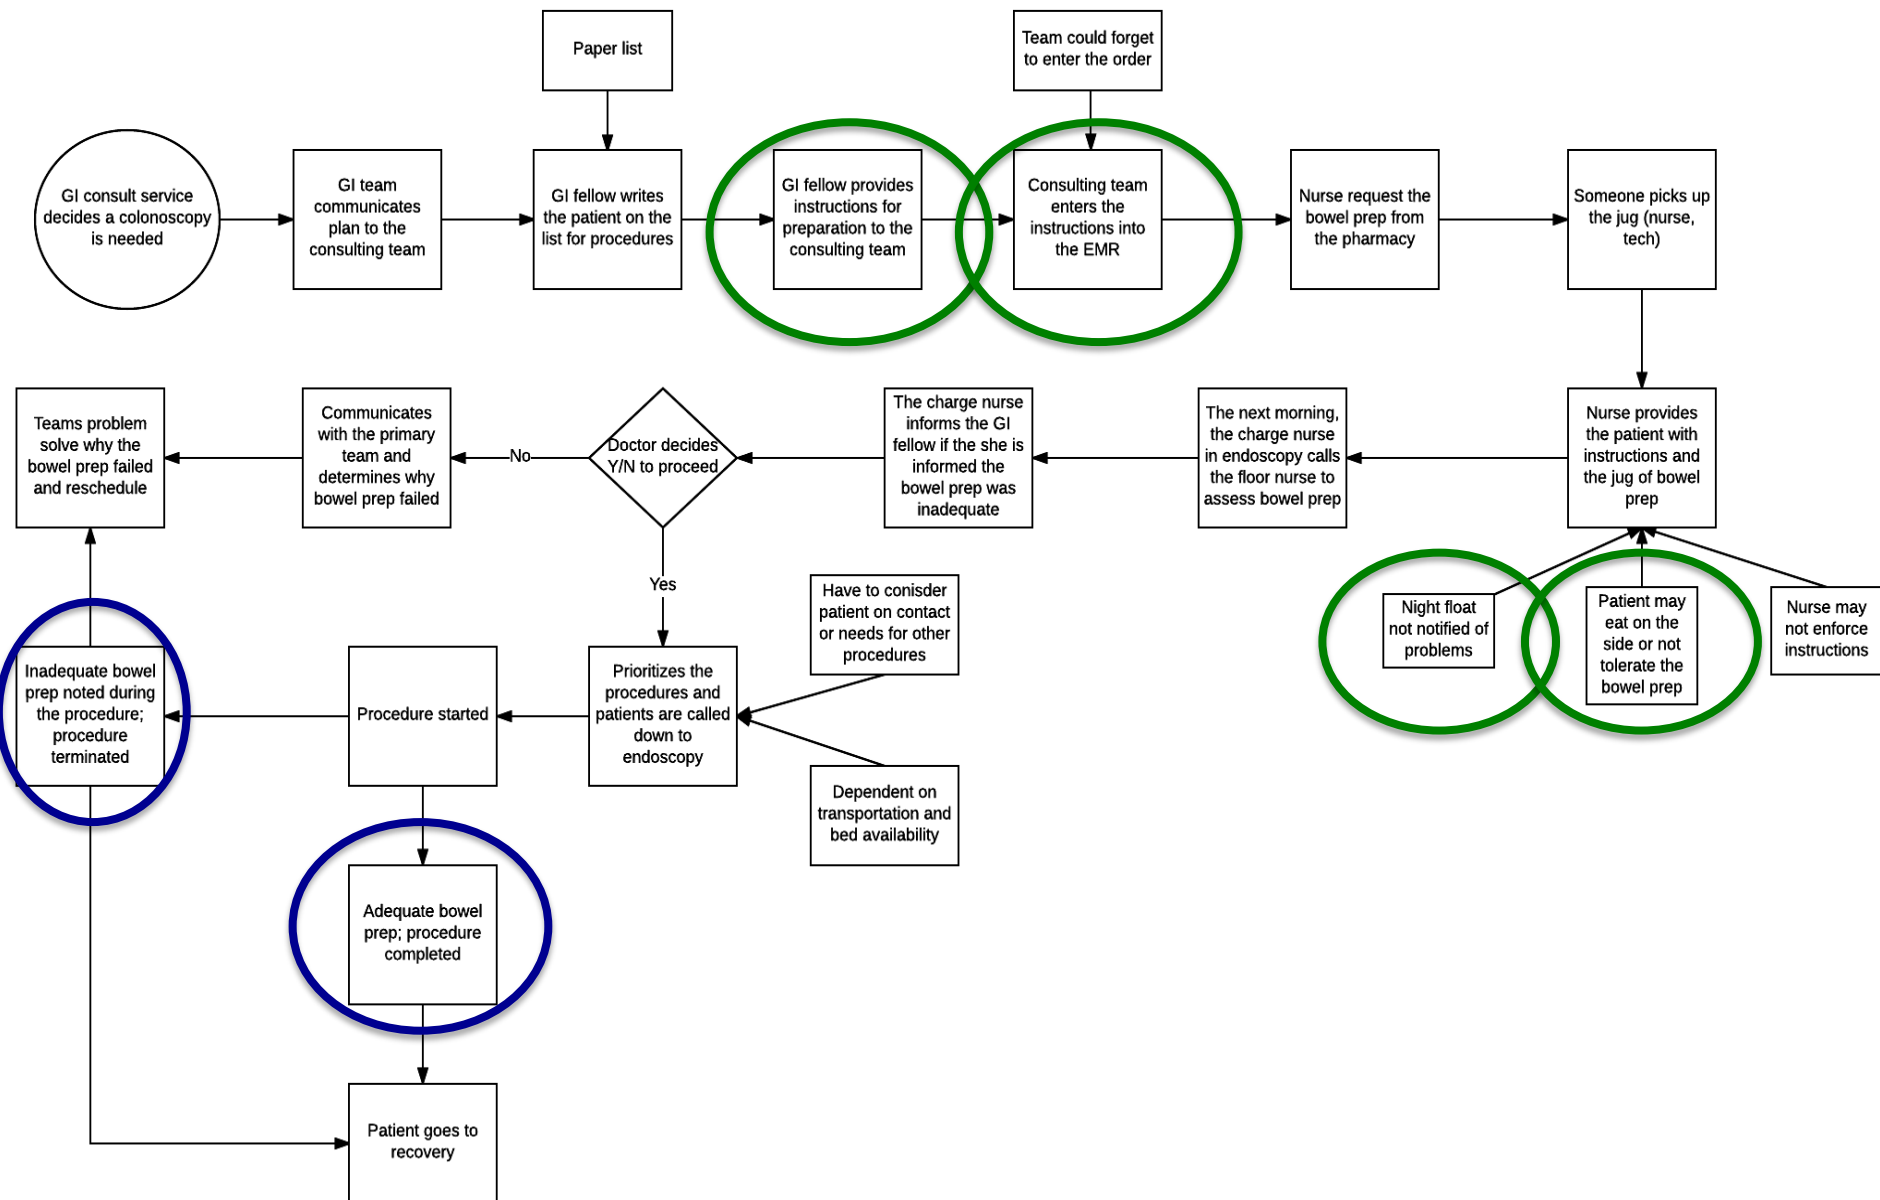 Paper list
Team could forget
to enter the order
GI consult service
decides a colonoscopy
is needed
GI team
communicates
plan to the
consulting team
GI fellow writes
the patient on the
list for procedures
GI fellow provides
instructions for
preparation to the
consulting team
Consulting team
enters the
instructions into
the EMR
Nurse request the
bowel prep from
the pharmacy
Someone picks up
the jug (nurse,
tech)
Teams problem
solve why the
bowel prep failed
and reschedule
Communicates
with the primary
team and
determines why
bowel prep failed
No
Doctor decides
Y/N to proceed
The charge nurse
informs the GI
fellow if the she is
informed the
bowel prep was
inadequate
The next morning,
the charge nurse
in endoscopy calls
the floor nurse to
assess bowel prep
Nurse provides
the patient with
instructions and
the jug of bowel
prep
Yes
Have to conisder
patient on contact
or needs for other
procedures
Night float
not notified of
problems
Patient may
eat on the
side or not
tolerate the
bowel prep
Nurse may
not enforce
instructions
Inadequate bowel
prep noted during
the procedure;
procedure
terminated
Procedure started
Prioritizes the
procedures and
patients are called
down to
endoscopy
Dependent on
transportation and
bed availability
Adequate bowel
prep; procedure
completed
Patient goes to
recovery